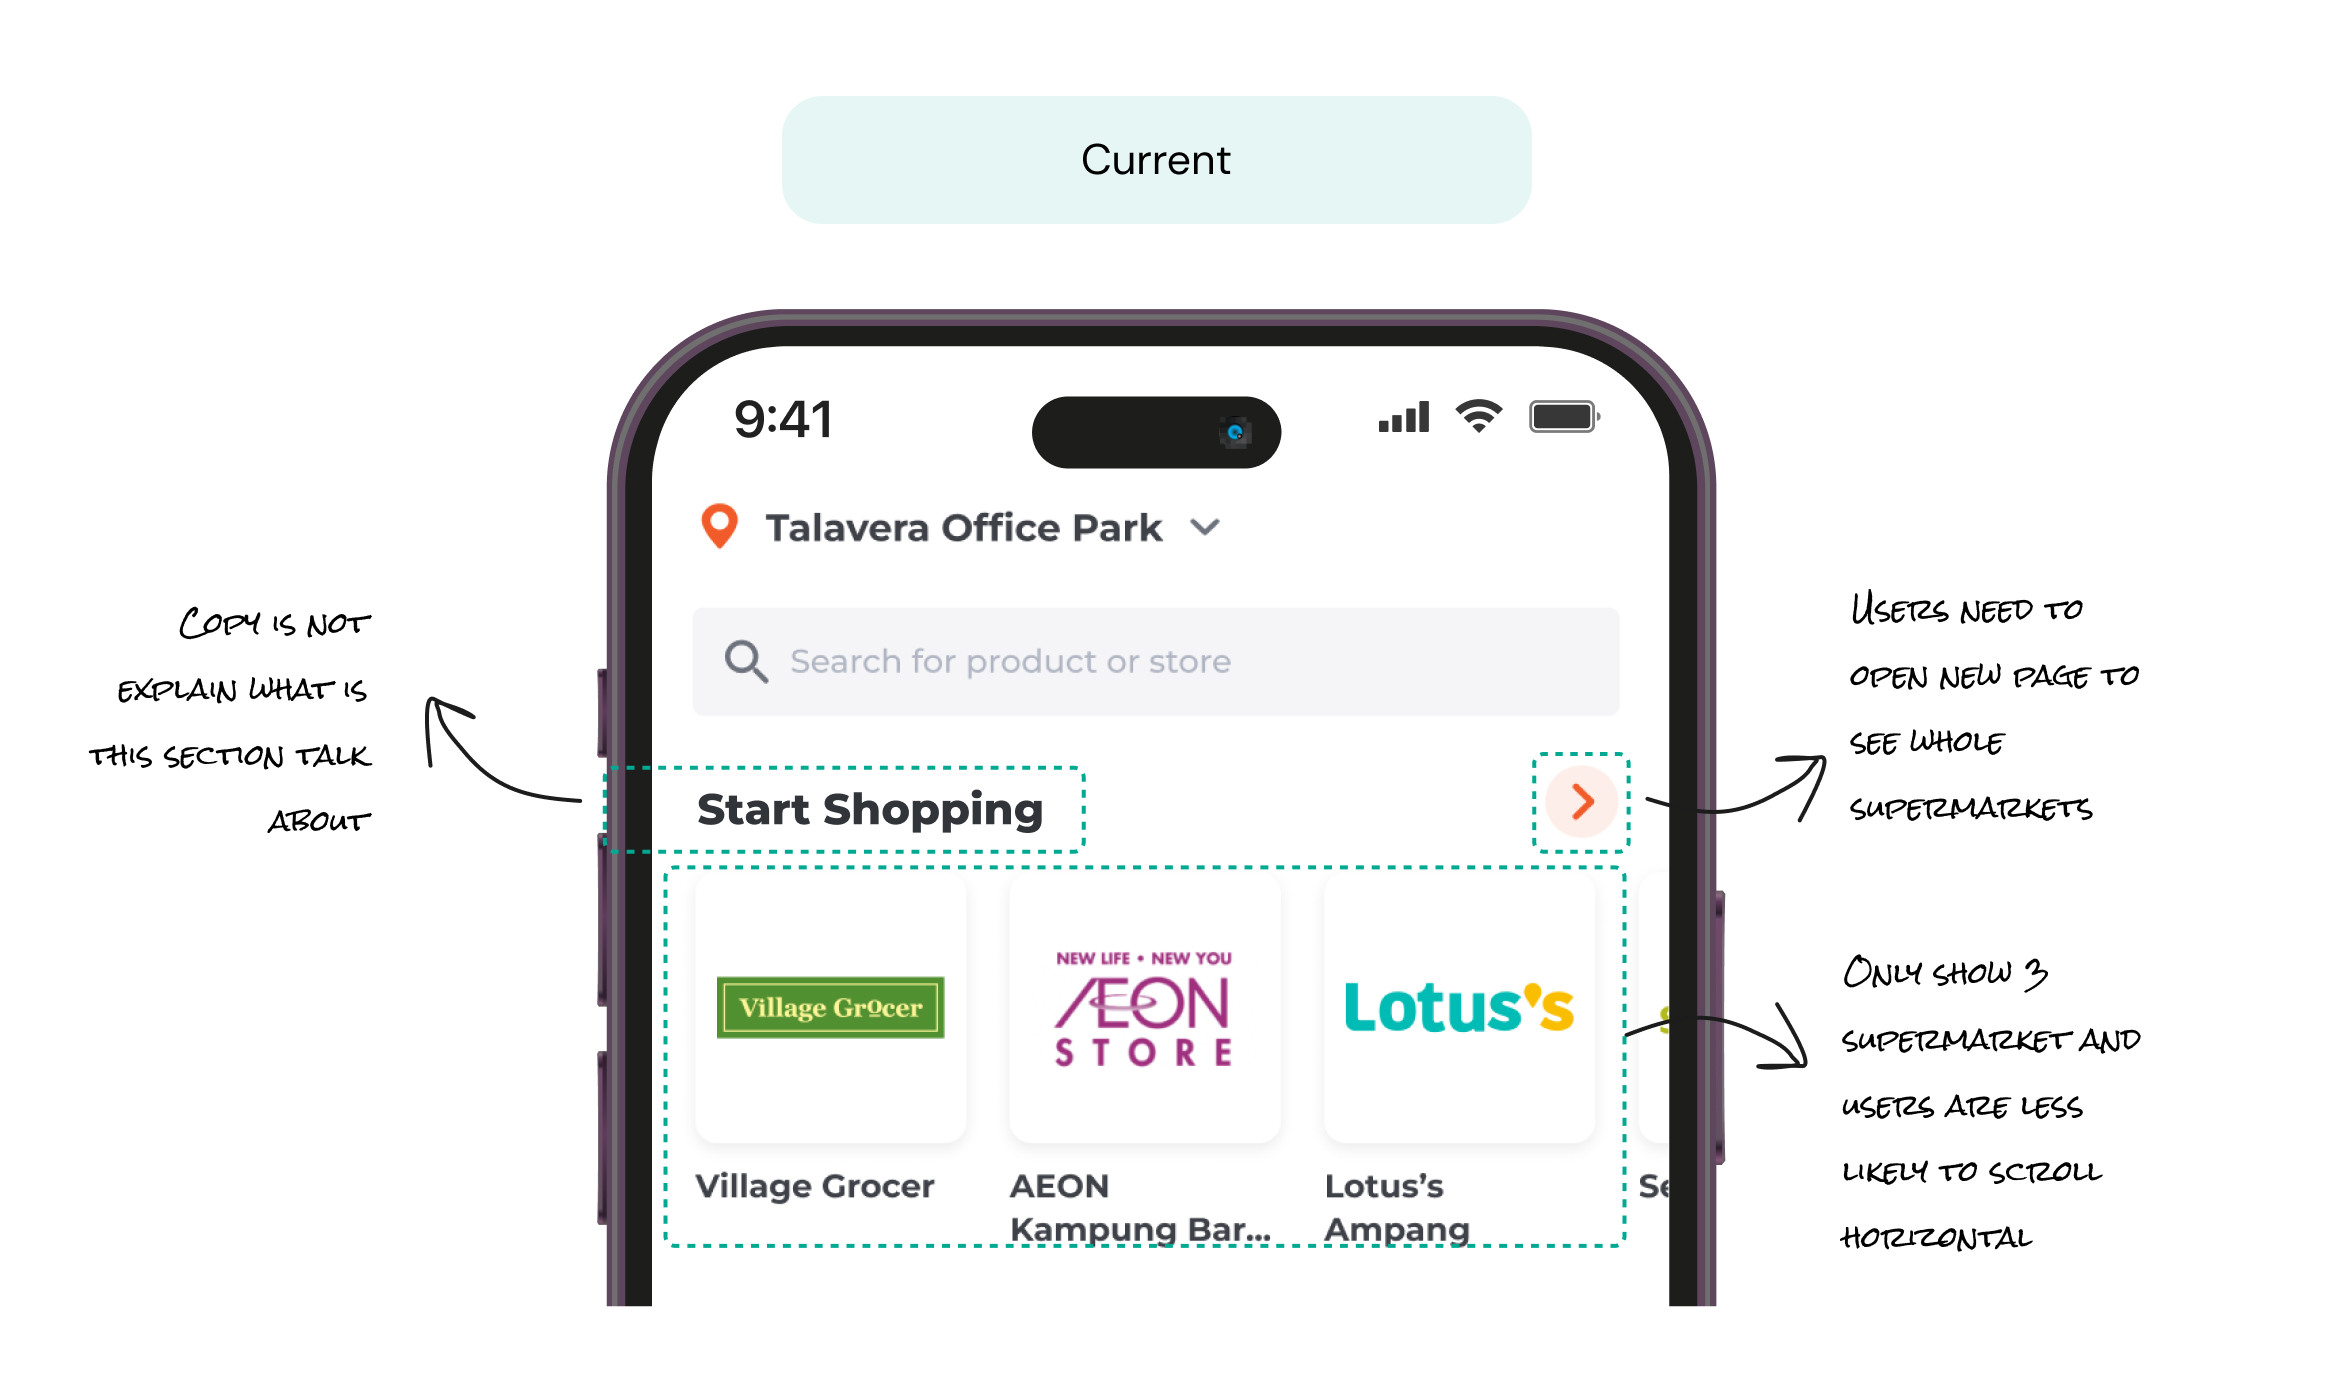 Current
9:41
Talavera Office Park
Search for product or store
Copy is not
explain what is
this section talk
about
Users need to
open new page to
see whole
supermarkets
Start Shopping
Village Grocer
NEW LIFE • NEW YOU
ÆON
STORE
Lotus's
Only show 3
supermarket and
users are less
likely to scroll
horizontal
Village Grocer
AEON
Kampung Bar...
Lotus's
Ampang
Se